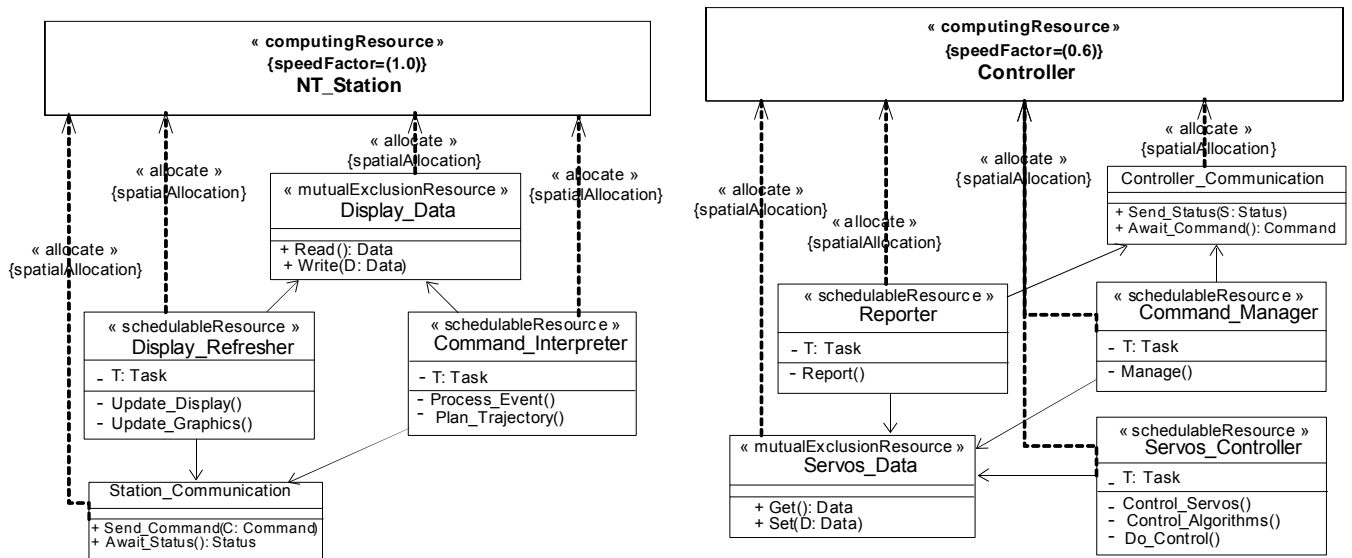 « computingResource »
{speedFactor=(1.0)}
NT_Station
« allocate »
{spatialAllocation}
« allocate »
{spatialAllocation}
« allocate »
{spatialAllocation}
« allocate »
{spatialAllocation}
« mutualExclusionResource »
Display_Data
+ Read(): Data
+ Write(D: Data)
« schedulableResource »
Display_Refresher
- T: Task
- Update_Display()
- Update_Graphics()
« schedulableResource »
Command_Interpreter
- T: Task
- Process_Event()
- Plan_Trajectory()
Station_Communication
+ Send_Command(C: Command)
+ Await_Status(): Status
« computingResource »
{speedFactor=(0.6)}
Controller
« allocate »
{spatialAllocation}
« allocate »
{spatialAllocation}
« allocate »
{spatialAllocation}
« allocate »
{spatialAllocation}
Controller_Communication
+ Send_Status(S: Status)
+ Await_Command(): Command
« schedulableResource »
Reporter
- T: Task
- Report()
« schedulableResource »
Command_Manager
- T: Task
- Manage()
« mutualExclusionResource »
Servos_Data
+ Get(): Data
+ Set(D: Data)
« schedulableResource »
Servos_Controller
- T: Task
- Control_Servos()
- Control_Algorithms()
- Do_Control()